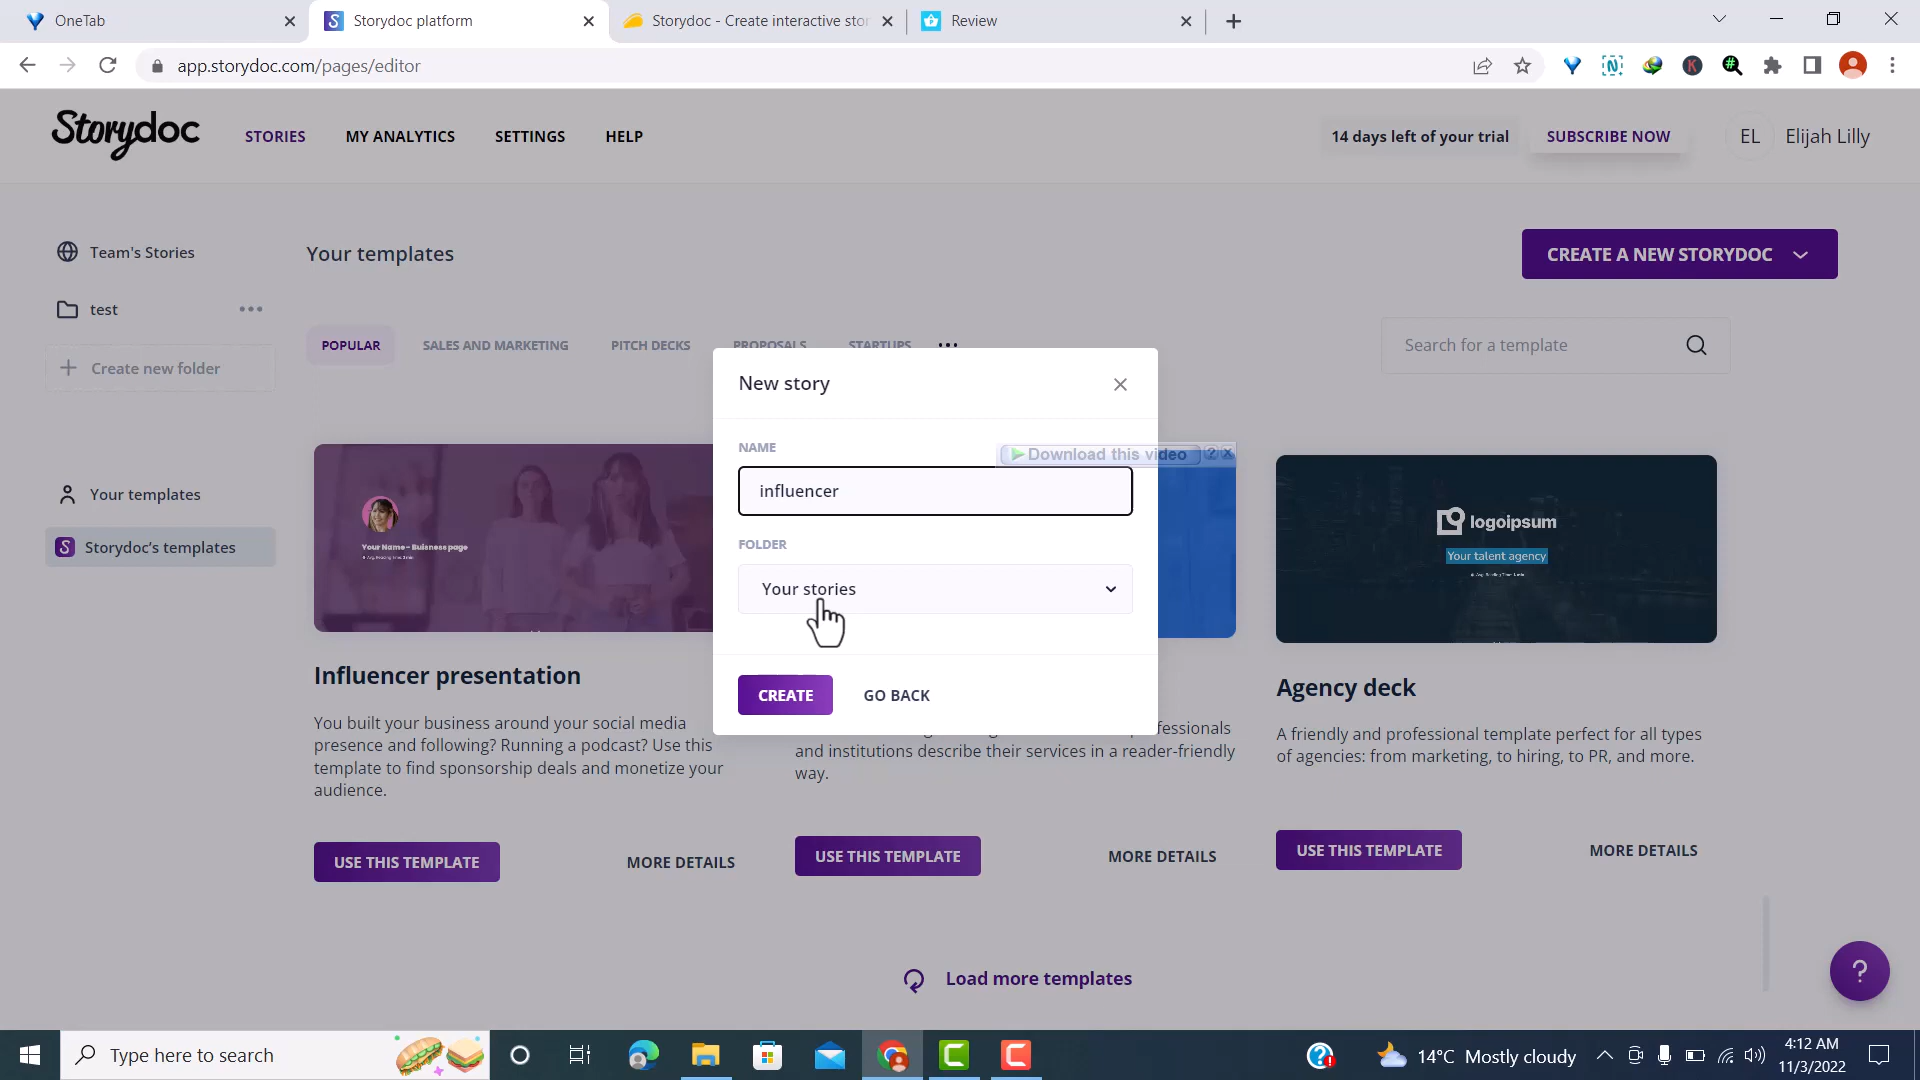 OneTab
Storydoc platform
Storydoc - Create interactive stor
Review
app.storydoc.com/pages/editor
Storydoc
STORIES
MY ANALYTICS
SETTINGS
HELP
14 days left of your trial
SUBSCRIBE NOW
EL
Elijah Lilly
Team's Stories
test
Create new folder
Your templates
Storydoc's templates
Your templates
CREATE A NEW STORYDOC
POPULAR
SALES AND MARKETING
PITCH DECKS
PROPOSALS
STARTUPS
Search for a template
New story
NAME
Download this video
influencer
FOLDER
Your stories
CREATE
GO BACK
Your Name - Buisness page
Influencer presentation
You built your business around your social media
presence and following? Running a podcast? Use this
template to find sponsorship deals and monetize your
audience.
USE THIS TEMPLATE
MORE DETAILS
and institutions describe their services in a reader-friendly
way.
USE THIS TEMPLATE
MORE DETAILS
logoipsum
Your talent agency
Agency deck
A friendly and professional template perfect for all types
of agencies: from marketing, to hiring, to PR, and more.
USE THIS TEMPLATE
MORE DETAILS
Load more templates
?
Type here to search
14°C Mostly cloudy
4:12 AM
11/3/2022